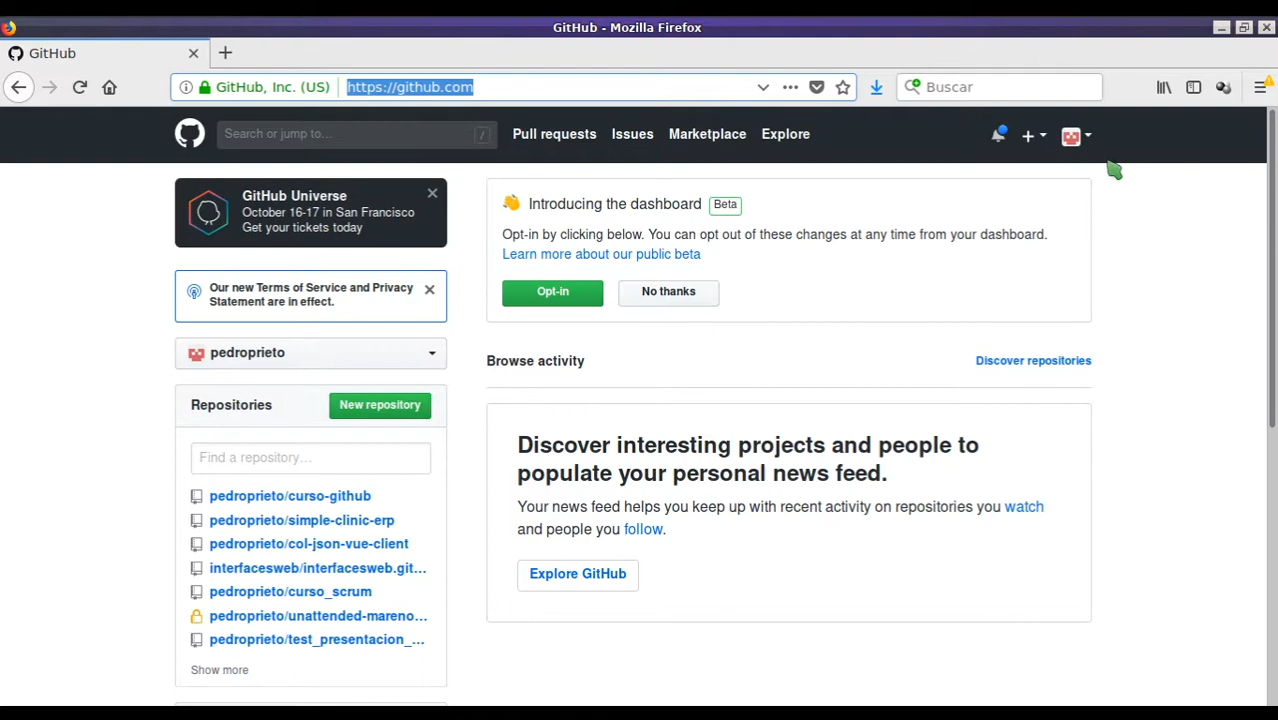 GitHub - Mozilla Firefox
GitHub
GitHub, Inc. (US)
https://github.com
Buscar
Search or jump to...
/
Pull requests
Issues
Marketplace
Explore
GitHub Universe
October 16-17 in San Francisco
Get your tickets today
Our new Terms of Service and Privacy
Statement are in effect.
pedroprieto
Repositories
New repository
Find a repository…
pedroprieto/curso-github
pedroprieto/simple-clinic-erp
pedroprieto/col-json-vue-client
interfacesweb/interfacesweb.git…
pedroprieto/curso_scrum
pedroprieto/unattended-mareno…
pedroprieto/test_presentacion_…
Show more
Introducing the dashboard
Beta
Opt-in by clicking below. You can opt out of these changes at any time from your dashboard.
Learn more about our public beta
Opt-in
No thanks
Browse activity
Discover repositories
Discover interesting projects and people to
populate your personal news feed.
Your news feed helps you keep up with recent activity on repositories you watch
and people you follow.
Explore GitHub